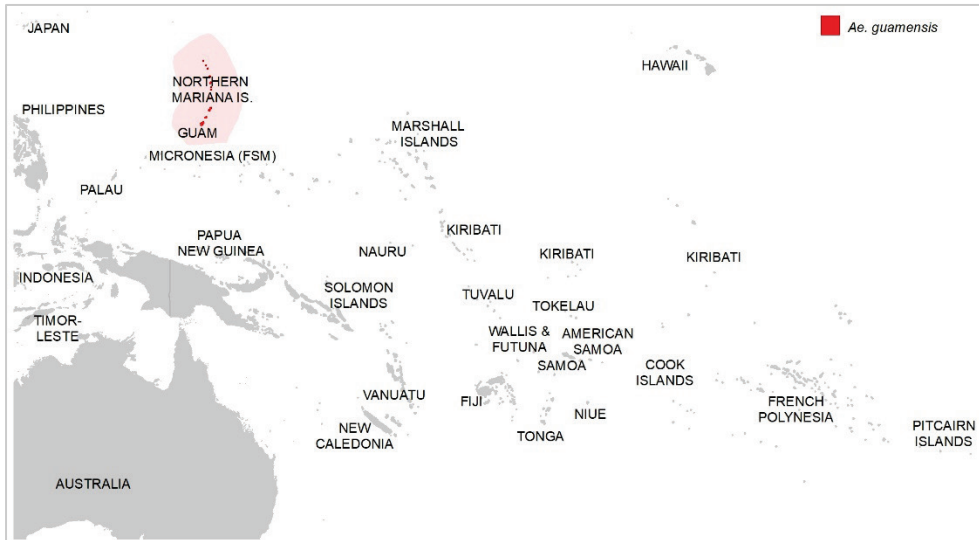 JAPAN
Ae. guamensis
HAWAII
NORTHERN
MARIANA IS.
PHILIPPINES
GUAM
MARSHALL
ISLANDS
MICRONESIA (FSM)
PALAU
KIRIBATI
PAPUA
NEW GUINEA
NAURU
KIRIBATI
KIRIBATI
INDONESIA
SOLOMON
ISLANDS
TUVALU
TOKELAU
TIMOR-
LESTE
WALLIS &
FUTUNA
AMERICAN
SAMOA
SAMOA
COOK
ISLANDS
VANUATU
FIJI
NIUE
FRENCH
POLYNESIA
NEW
CALEDONIA
TONGA
PITCAIRN
ISLANDS
AUSTRALIA